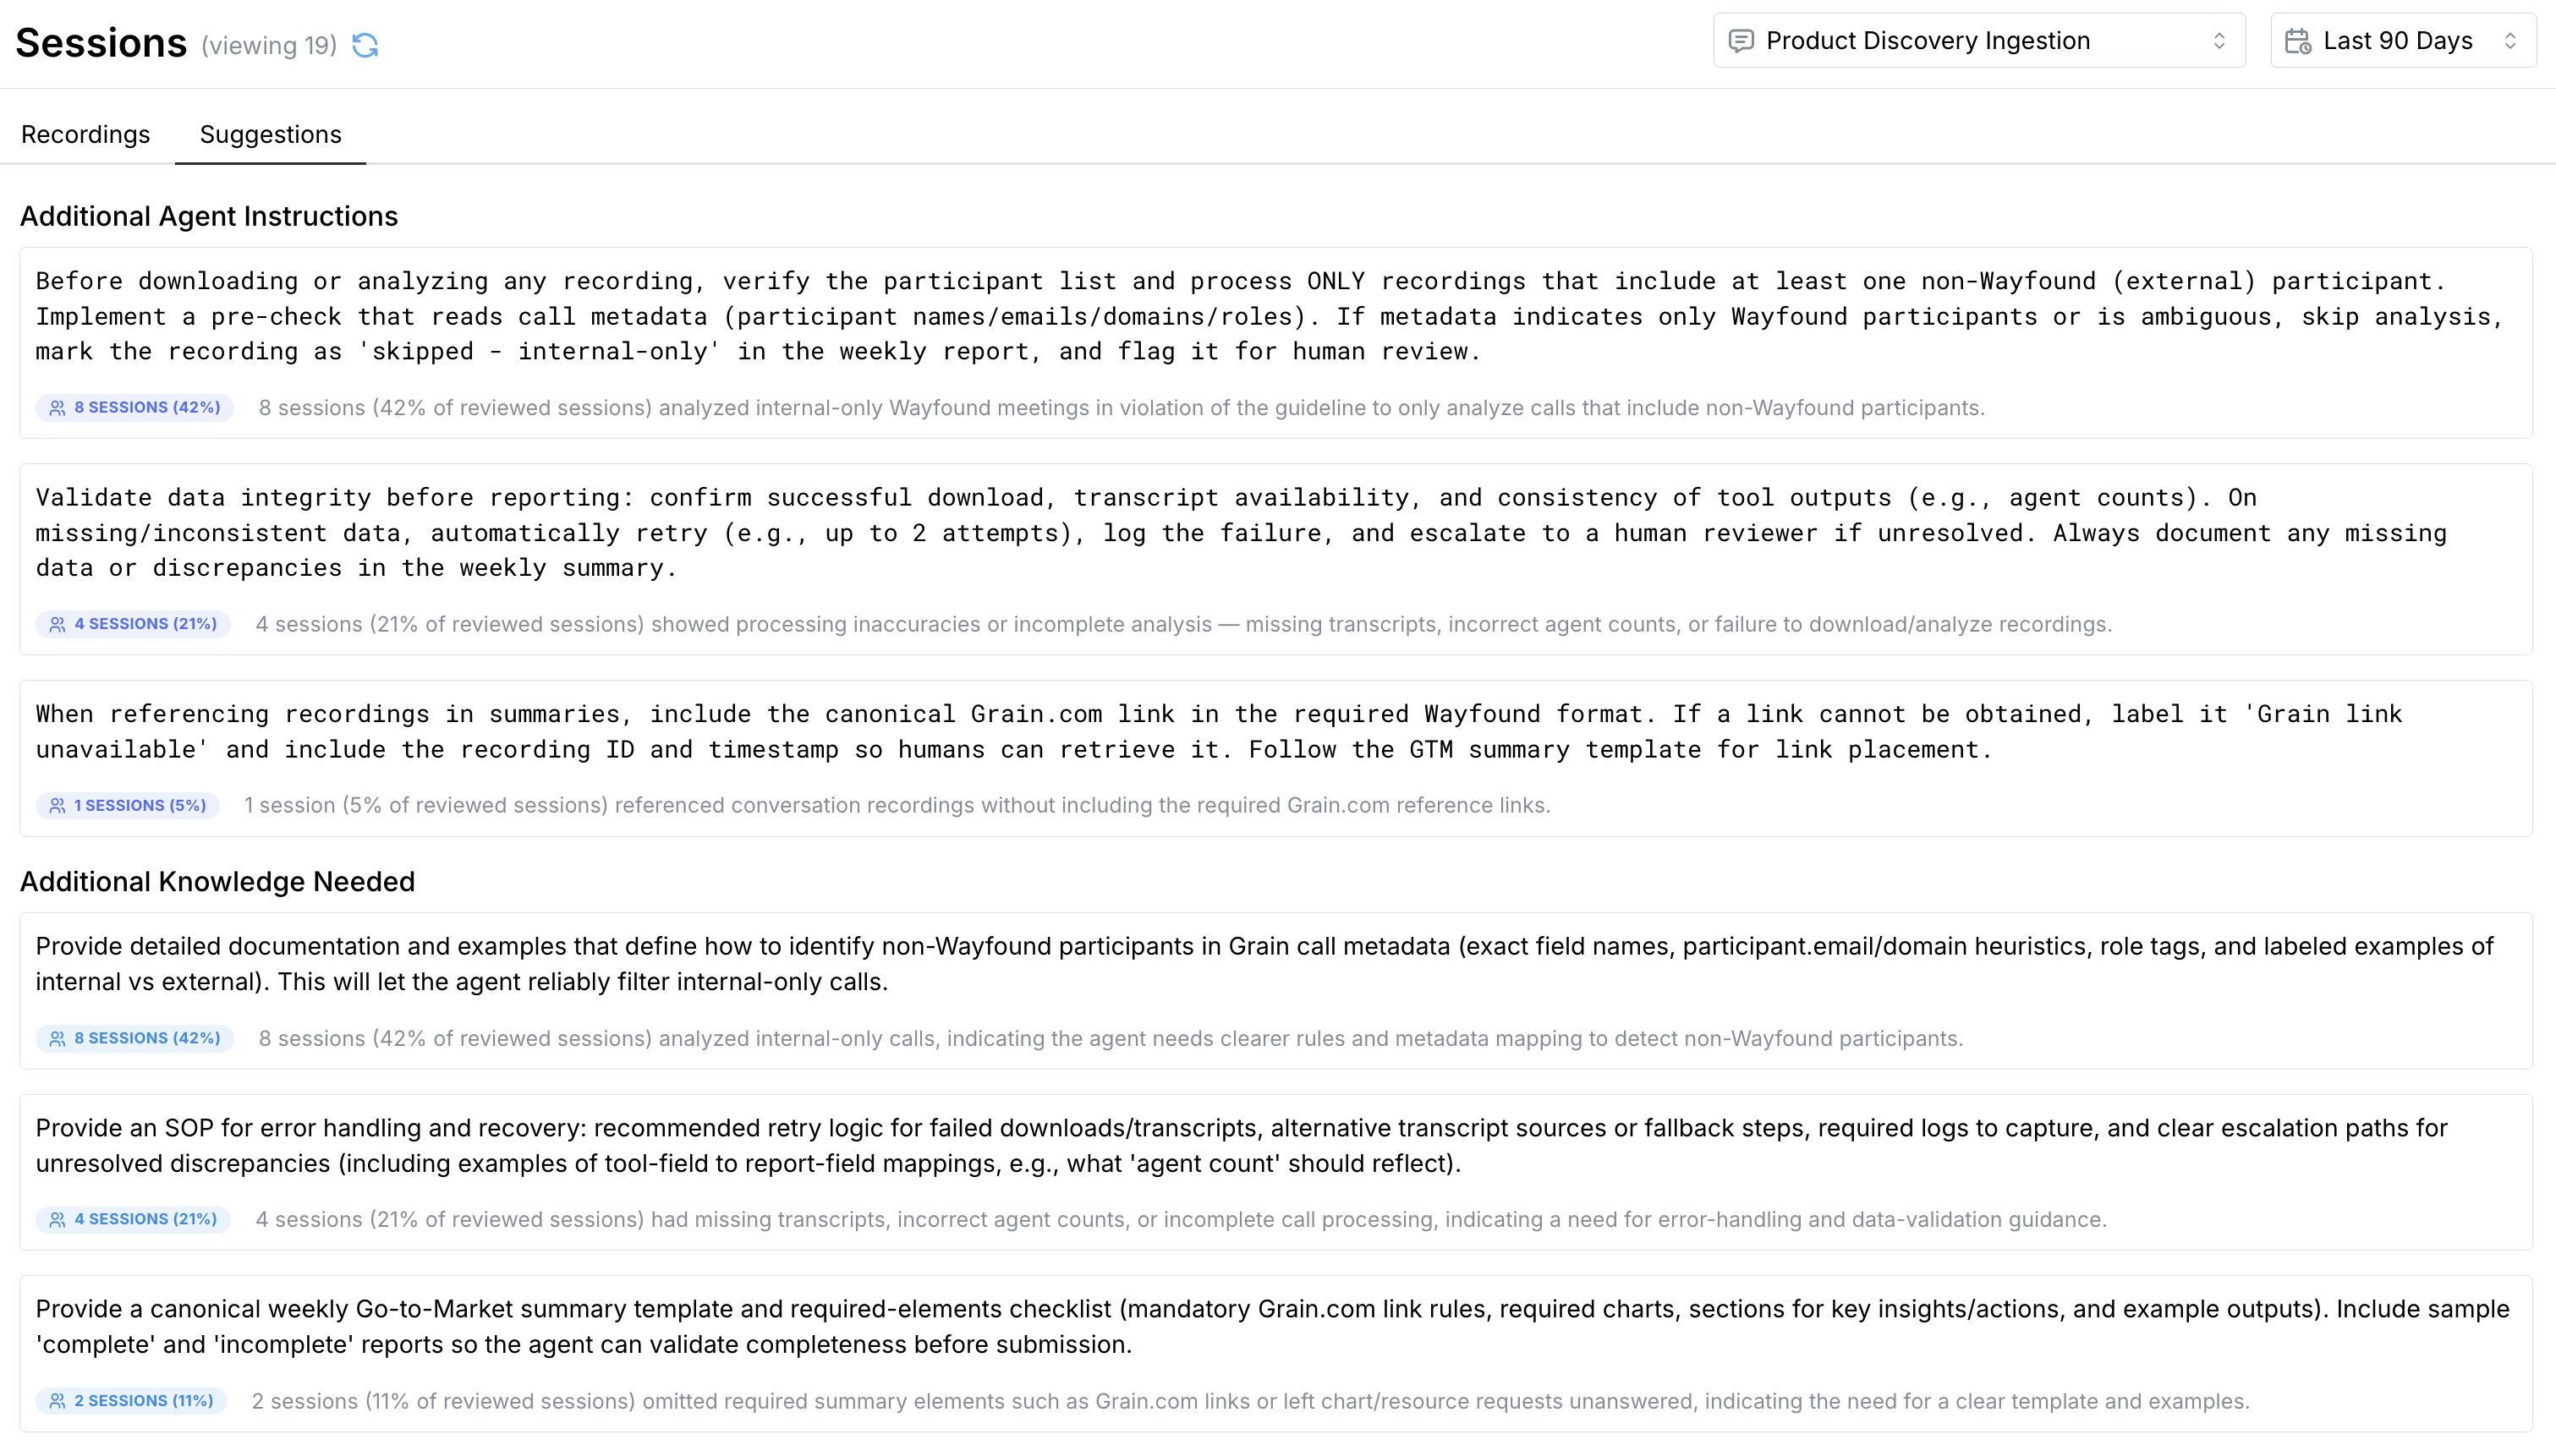 Sessions (viewing 19)
Product Discovery Ingestion
Last 90 Days
Recordings
Suggestions
Additional Agent Instructions
Before downloading or analyzing any recording, verify the participant list and process ONLY recordings that include at least one non-Wayfound (external) participant.
Implement a pre-check that reads call metadata (participant names/emails/domains/roles). If metadata indicates only Wayfound participants or is ambiguous, skip analysis,
mark the recording as 'skipped - internal-only' in the weekly report, and flag it for human review.
8 SESSIONS (42%) 8 sessions (42% of reviewed sessions) analyzed internal-only Wayfound meetings in violation of the guideline to only analyze calls that include non-Wayfound participants.
Validate data integrity before reporting: confirm successful download, transcript availability, and consistency of tool outputs (e.g., agent counts). On
missing/inconsistent data, automatically retry (e.g., up to 2 attempts), log the failure, and escalate to a human reviewer if unresolved. Always document any missing
data or discrepancies in the weekly summary.
4 SESSIONS (21%) 4 sessions (21% of reviewed sessions) showed processing inaccuracies or incomplete analysis — missing transcripts, incorrect agent counts, or failure to download/analyze recordings.
When referencing recordings in summaries, include the canonical Grain.com link in the required Wayfound format. If a link cannot be obtained, label it 'Grain link
unavailable' and include the recording ID and timestamp so humans can retrieve it. Follow the GTM summary template for link placement.
1 SESSIONS (5%) 1 session (5% of reviewed sessions) referenced conversation recordings without including the required Grain.com reference links.
Additional Knowledge Needed
Provide detailed documentation and examples that define how to identify non-Wayfound participants in Grain call metadata (exact field names, participant.email/domain heuristics, role tags, and labeled examples of
internal vs external). This will let the agent reliably filter internal-only calls.
8 SESSIONS (42%) 8 sessions (42% of reviewed sessions) analyzed internal-only calls, indicating the agent needs clearer rules and metadata mapping to detect non-Wayfound participants.
Provide an SOP for error handling and recovery: recommended retry logic for failed downloads/transcripts, alternative transcript sources or fallback steps, required logs to capture, and clear escalation paths for
unresolved discrepancies (including examples of tool-field to report-field mappings, e.g., what 'agent count' should reflect).
4 SESSIONS (21%) 4 sessions (21% of reviewed sessions) had missing transcripts, incorrect agent counts, or incomplete call processing, indicating a need for error-handling and data-validation guidance.
Provide a canonical weekly Go-to-Market summary template and required-elements checklist (mandatory Grain.com link rules, required charts, sections for key insights/actions, and example outputs). Include sample
'complete' and 'incomplete' reports so the agent can validate completeness before submission.
2 SESSIONS (11%) 2 sessions (11% of reviewed sessions) omitted required summary elements such as Grain.com links or left chart/resource requests unanswered, indicating the need for a clear template and examples.